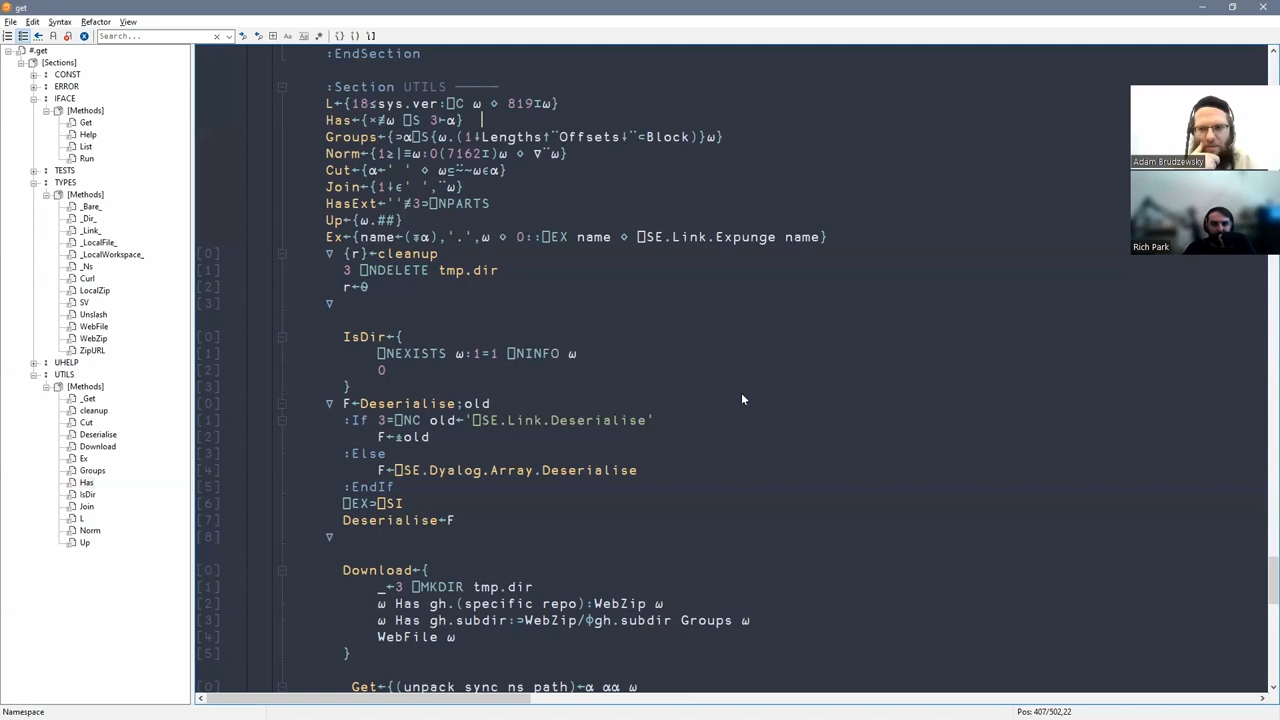 get
File Edit Syntax Refactor View
Search...
#.get
[Sections]
CONST
ERROR
IFACE
[Methods]
Get
Help
List
Run
TESTS
TYPES
[Methods]
_Bare_
_Dir_
_Link_
_LocalFile_
_LocalWorkspace_
_Ns
Curl
LocalZip
SV
Unslash
WebFile
WebZip
ZipURL
UHELP
UTILS
[Methods]
_Get
cleanup
Cut
Deserialise
Download
Ex
Groups
Has
IsDir
Join
L
Norm
Up
:EndSection
:Section UTILS ─────
L←{18≤sys.ver:⎕C ⍵ ⋄ 819⌶⍵}
Has←{×≢⍵ ⎕S 3⊢⍺}
Groups←{⊃⍺⎕S{⍵.(1↓Lengths↑¨Offsets↓¨⊂Block)}⍵}
Norm←{1≥|≡⍵:0(7162⌶)⍵ ⋄ ∇¨⍵}
Cut←{⍺←' ' ⋄ ⍵⊆⍨~⍵∊⍺}
Join←{1↓∊' ',¨⍵}
HasExt←''≢3⊃⎕NPARTS
Up←{⍵.##}
Ex←{name←(⍕⍺),'.',⍵ ⋄ 0::⎕EX name ⋄ ⎕SE.Link.Expunge name}
[0] ∇ {r}←cleanup
[1] 3 ⎕NDELETE tmp.dir
[2] r←⍬
[3] ∇
[0] IsDir←{
[1] ⎕NEXISTS ⍵:1=1 ⎕NINFO ⍵
[2] 0
[3] }
[0] ∇ F←Deserialise;old
[1] :If 3=⎕NC old←'⎕SE.Link.Deserialise'
[2] F←⍎old
[3] :Else
[4] F←⎕SE.Dyalog.Array.Deserialise
[5] :EndIf
[6] ⎕EX⊃⎕SI
[7] Deserialise←F
[8] ∇
[0] Download←{
[1] _←3 ⎕MKDIR tmp.dir
[2] ⍵ Has gh.(specific repo):WebZip ⍵
[3] ⍵ Has gh.subdir:⊃WebZip/⌽gh.subdir Groups ⍵
[4] WebFile ⍵
[5] }
[0] _Get←{(unpack sync ns path)←⍺ ⍺⍺ ⍵
Adam Brudzewsky
Rich Park
Namespace
Pos: 407/502,22